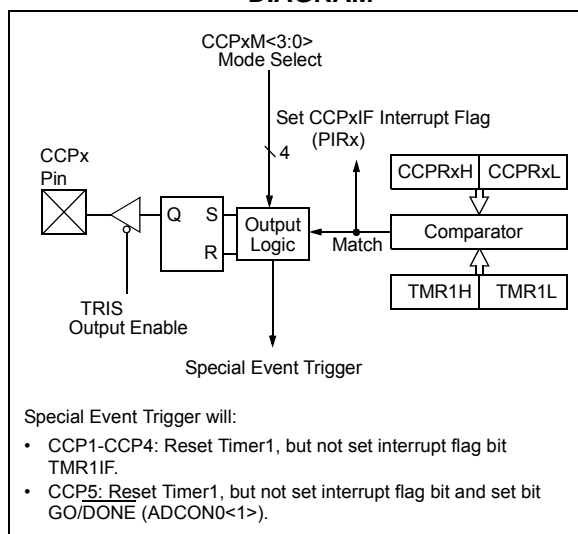 DIAGRAM
CCPxM<3:0>
Mode Select
Set CCPxIF Interrupt Flag
(PIRx)
4
CCPx
Pin
CCPRxH CCPRxL
Q S
R
Output
Logic
Match
Comparator
TMR1H TMR1L
TRIS
Output Enable
Special Event Trigger
Special Event Trigger will:
• CCP1-CCP4: Reset Timer1, but not set interrupt flag bit
TMR1IF.
• CCP5: Reset Timer1, but not set interrupt flag bit and set bit
GO/DONE (ADCON0<1>).